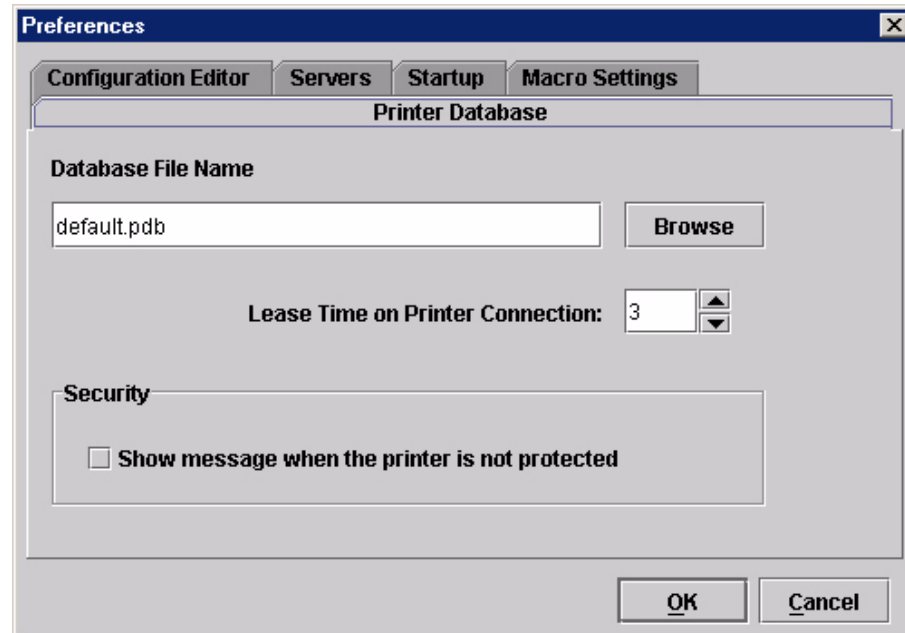 Preferences
Configuration Editor Servers Startup Macro Settings
Printer Database
Database File Name
default.pdb Browse
Lease Time on Printer Connection: 3
Security
Show message when the printer is not protected
OK Cancel